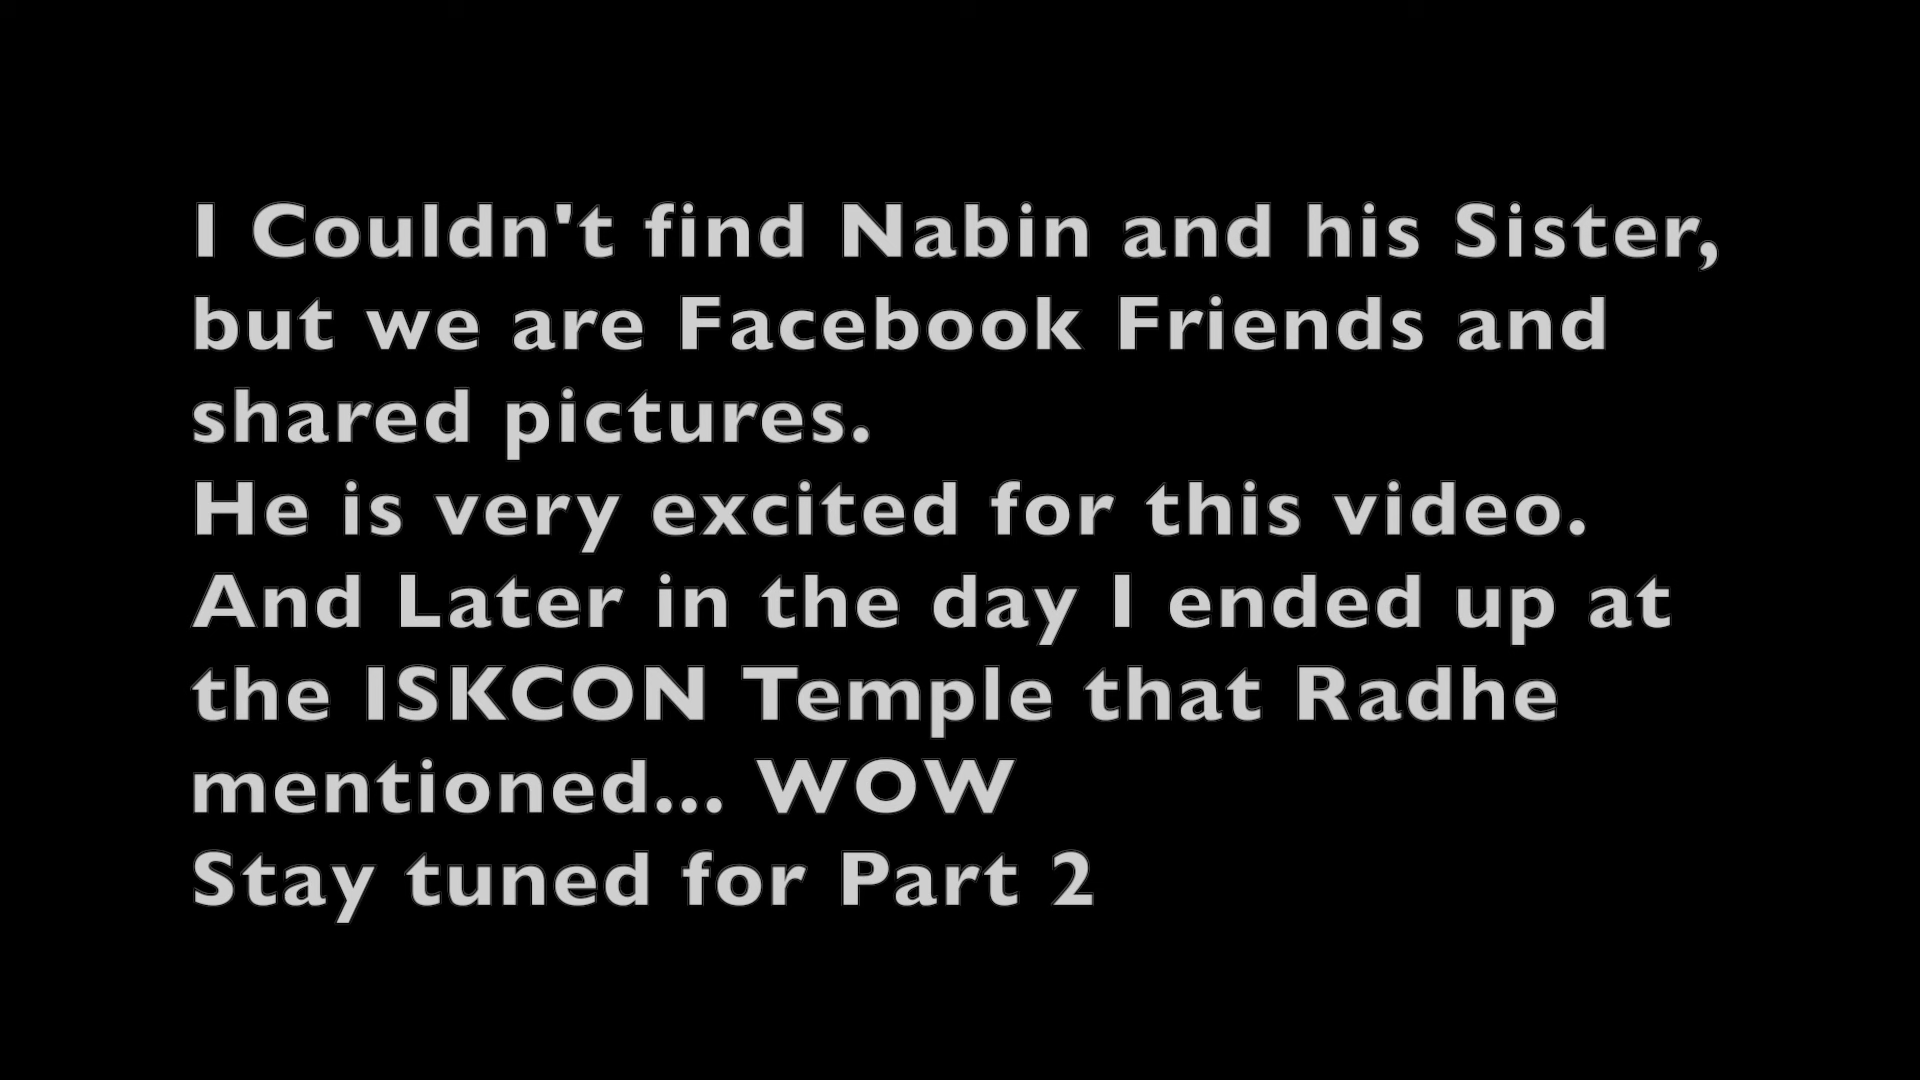 I Couldn't find Nabin and his Sister,
but we are Facebook Friends and
shared pictures.
He is very excited for this video.
And Later in the day I ended up at
the ISKCON Temple that Radhe
mentioned... WOW
Stay tuned for Part 2